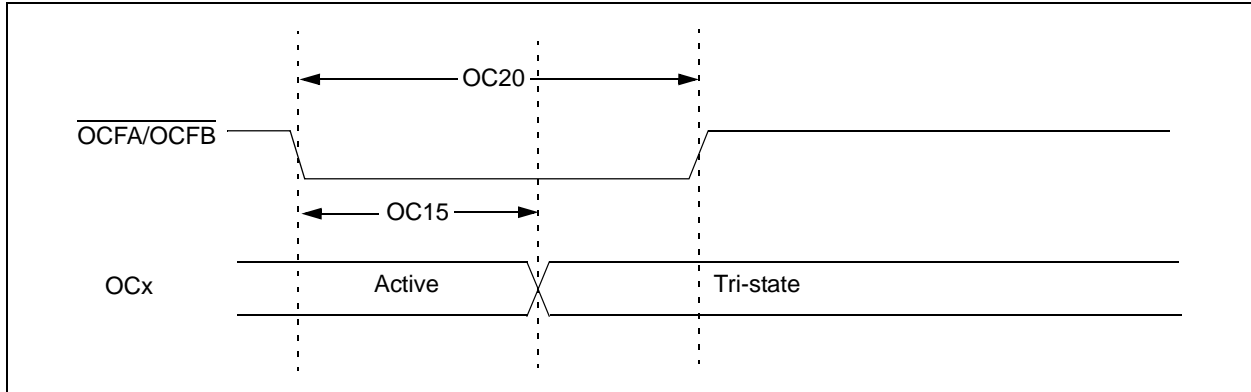 OC20
OCFA/OCFB
OC15
OCx
Active
Tri-state